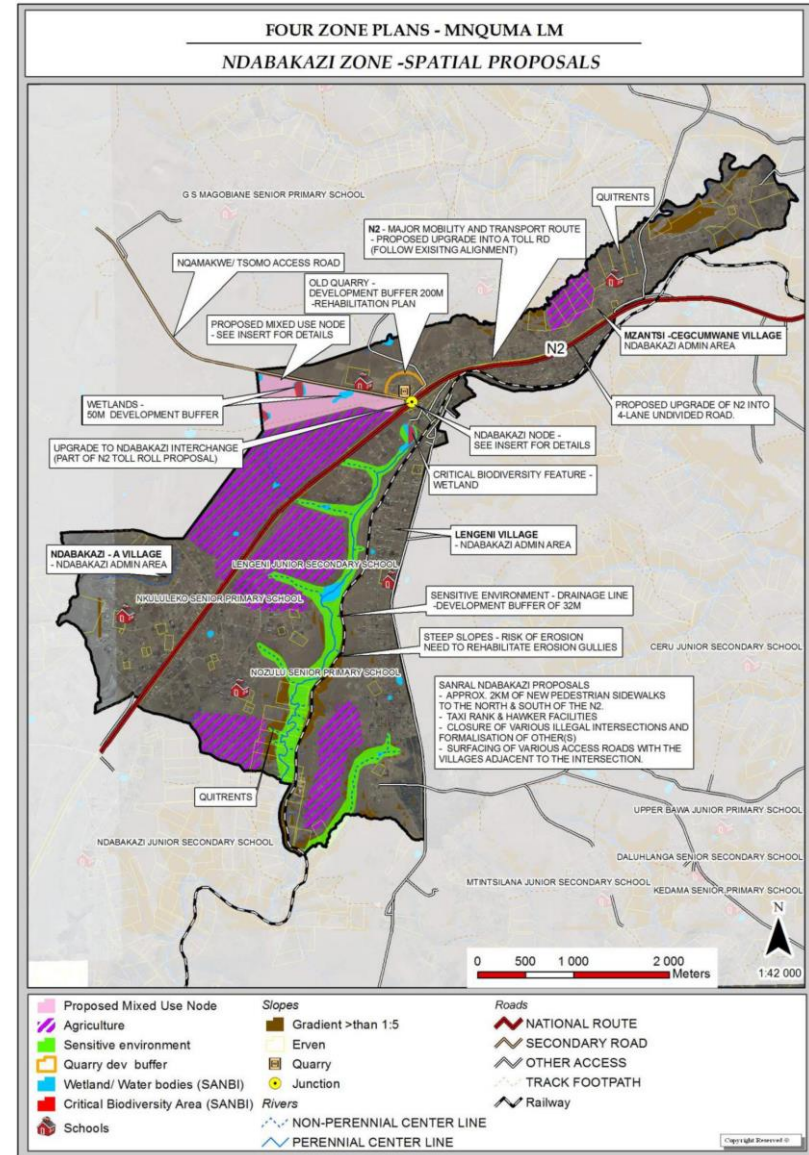 FOUR ZONE PLANS - MNQUMA LM
NDABAKAZI ZONE -SPATIAL PROPOSALS
G S MAGOBIANE SENIOR PRIMARY SCHOOL
QUITRENTS
N2 - MAJOR MOBILITY AND TRANSPORT ROUTE
- PROPOSED UPGRADE INTO A TOLL RD
(FOLLOW EXISITNG ALIGNMENT)
NQAMAKWE/ TSOMO ACCESS ROAD
OLD QUARRY -
DEVELOPMENT BUFFER 200M
-REHABILITATION PLAN
PROPOSED MIXED USE NODE
- SEE INSERT FOR DETAILS
MZANTSI -CEGCUMWANE VILLAGE
NDABAKAZI ADMIN AREA
N2
WETLANDS -
50M DEVELOPMENT BUFFER
PROPOSED UPGRADE OF N2 INTO
4-LANE UNDIVIDED ROAD.
UPGRADE TO NDABAKAZI INTERCHANGE
(PART OF N2 TOLL ROLL PROPOSAL)
NDABAKAZI NODE -
SEE INSERT FOR DETAILS
CRITICAL BIODIVERSITY FEATURE -
WETLAND
LENGENI VILLAGE
- NDABAKAZI ADMIN AREA
NDABAKAZI - A VILLAGE
- NDABAKAZI ADMIN AREA
LENGENI JUNIOR SECONDARY SCHOOL
NKULULEKO SENIOR PRIMARY SCHOOL
SENSITIVE ENVIRONMENT - DRAINAGE LINE
-DEVELOPMENT BUFFER OF 32M
STEEP SLOPES - RISK OF EROSION
NEED TO REHABILITATE EROSION GULLIES
CERU JUNIOR SECONDARY SCHOOL
NOZULU SENIOR PRIMARY SCHOOL
SANRAL NDABAKAZI PROPOSALS
- APPROX. 2KM OF NEW PEDESTRIAN SIDEWALKS
TO THE NORTH & SOUTH OF THE N2.
- TAXI RANK & HAWKER FACILITIES
- CLOSURE OF VARIOUS ILLEGAL INTERSECTIONS AND
FORMALISATION OF OTHER(S)
- SURFACING OF VARIOUS ACCESS ROADS WITH THE
VILLAGES ADJACENT TO THE INTERSECTION.
QUITRENTS
UPPER BAWA JUNIOR PRIMARY SCHOOL
NDABAKAZI JUNIOR SECONDARY SCHOOL
DALUHLANGA SENIOR SECONDARY SCHOOL
MTINTSILANA JUNIOR SECONDARY SCHOOL
KEDAMA SENIOR PRIMARY SCHOOL
N
0 500 1 000 2 000
Meters
1:42 000
Proposed Mixed Use Node
Agriculture
Sensitive environment
Quarry dev buffer
Wetland/ Water bodies (SANBI)
Critical Biodiversity Area (SANBI)
Schools
Slopes
Gradient >than 1:5
Erven
Quarry
Junction
Rivers
NON-PERENNIAL CENTER LINE
PERENNIAL CENTER LINE
Roads
NATIONAL ROUTE
SECONDARY ROAD
OTHER ACCESS
TRACK FOOTPATH
Railway
Copyright Reserved ©